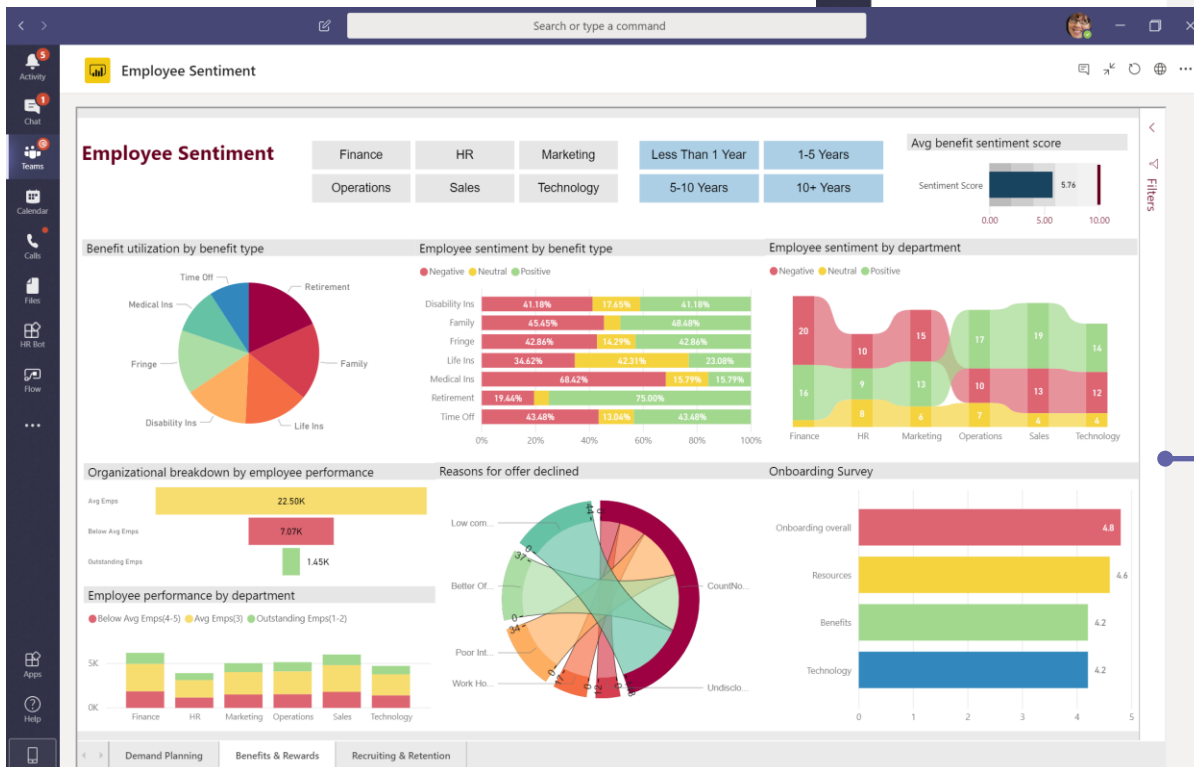 Search or type a command
5
Activity
1
Chat
Teams
Calendar
Calls
Files
HR Bot
Flow
Apps
Help
Employee Sentiment
Filters
Employee Sentiment
Finance HR Marketing
Operations Sales Technology
Less Than 1 Year 1-5 Years
5-10 Years 10+ Years
Avg benefit sentiment score
Sentiment Score 5.76
0.00 5.00 10.00
Benefit utilization by benefit type
Time Off
Retirement
Medical Ins
Fringe
Family
Disability Ins
Life Ins
Employee sentiment by benefit type
Negative Neutral Positive
Disability Ins 41.18% 17.65% 41.18%
Family 45.45% 48.48%
Fringe 42.86% 14.29% 42.86%
Life Ins 34.62% 42.31% 23.08%
Medical Ins 68.42% 15.79% 15.79%
Retirement 19.44% 75.00%
Time Off 43.48% 13.04% 43.48%
0% 20% 40% 60% 80% 100%
Employee sentiment by department
Negative Neutral Positive
20 10 15 17 19 14
16 9 13 10 13 12
8 6 7 4 4
Finance HR Marketing Operations Sales Technology
Organizational breakdown by employee performance
Avg Emps 22.50K
Below Avg Emps 7.07K
Outstanding Emps 1.45K
Employee performance by department
Below Avg Emps(4-5) Avg Emps(3) Outstanding Emps(1-2)
5K
0K
Finance HR Marketing Operations Sales Technology
Reasons for offer declined
Low com...
Better Of...
Poor Int...
Work Ho...
CountNo...
Undisclo...
0
37
0
34
0
17
0
12
0
Onboarding Survey
Onboarding overall 4.8
Resources 4.6
Benefits 4.2
Technology 4.2
0 1 2 3 4 5
Demand Planning Benefits & Rewards Recruiting & Retention